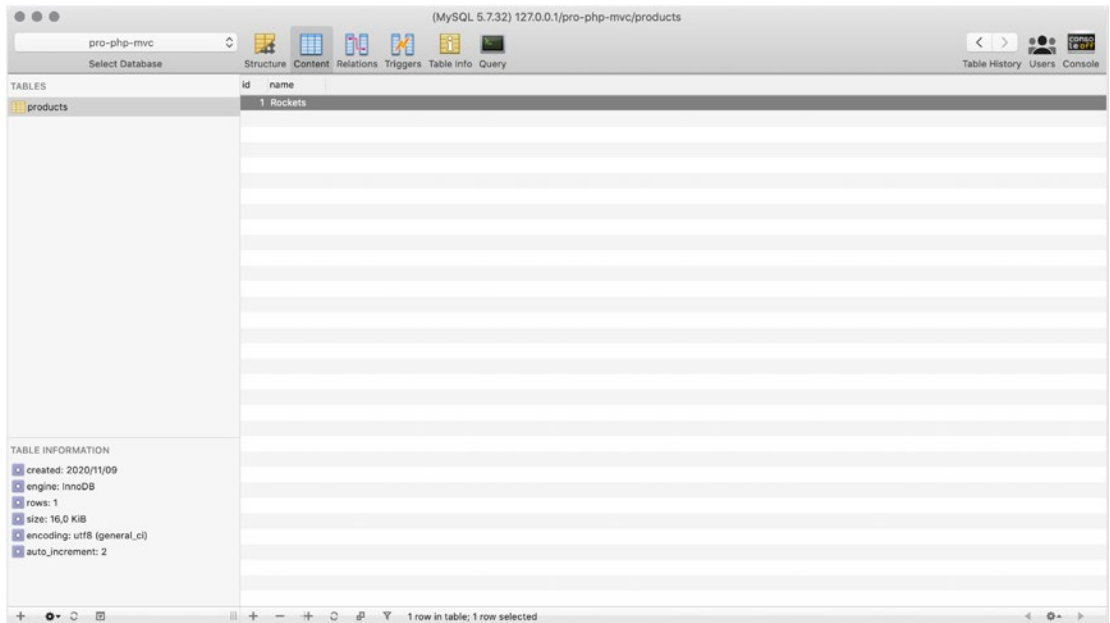 (MySQL 5.7.32) 127.0.0.1/pro-php-mvc/products
pro-php-mvc
Select Database
Structure Content Relations Triggers Table Info Query
conso
le off
Table History Users Console
TABLES
products
id name
1 Rockets
TABLE INFORMATION
created: 2020/11/09
engine: InnoDB
rows: 1
size: 16,0 KiB
encoding: utf8 (general_ci)
auto_increment: 2
1 row in table; 1 row selected